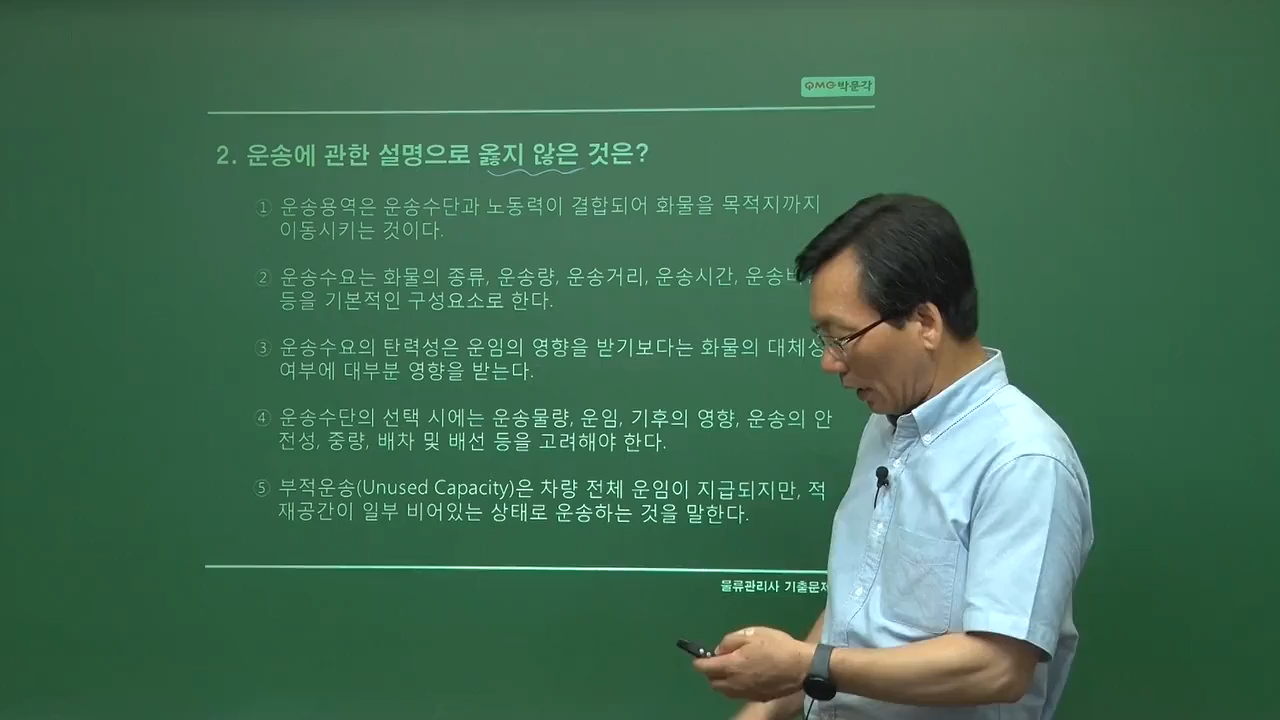 QMG 박문각
2. 운송에 관한 설명으로 옳지 않은 것은?
① 운송용역은 운송수단과 노동력이 결합되어 화물을 목적지까지
이동시키는 것이다.
② 운송수요는 화물의 종류, 운송량, 운송거리, 운송시간,
등을 기본적인 구성요소로 한다.
③ 운송수요의 탄력성은 운임의 영향을 받기보다는 화물의 대체성
여부에 대부분 영향을 받는다.
④ 운송수단의 선택 시에는 운송물량, 운임, 기후의 영향, 운송의 안
전성, 중량, 배차 및 배선 등을 고려해야 한다.
⑤ 부적운송(Unused Capacity)은 차량 전체 운임이 지급되지만, 적
재공간이 일부 비어있는 상태로 운송하는 것을 말한다.
물류관리사 기출문제